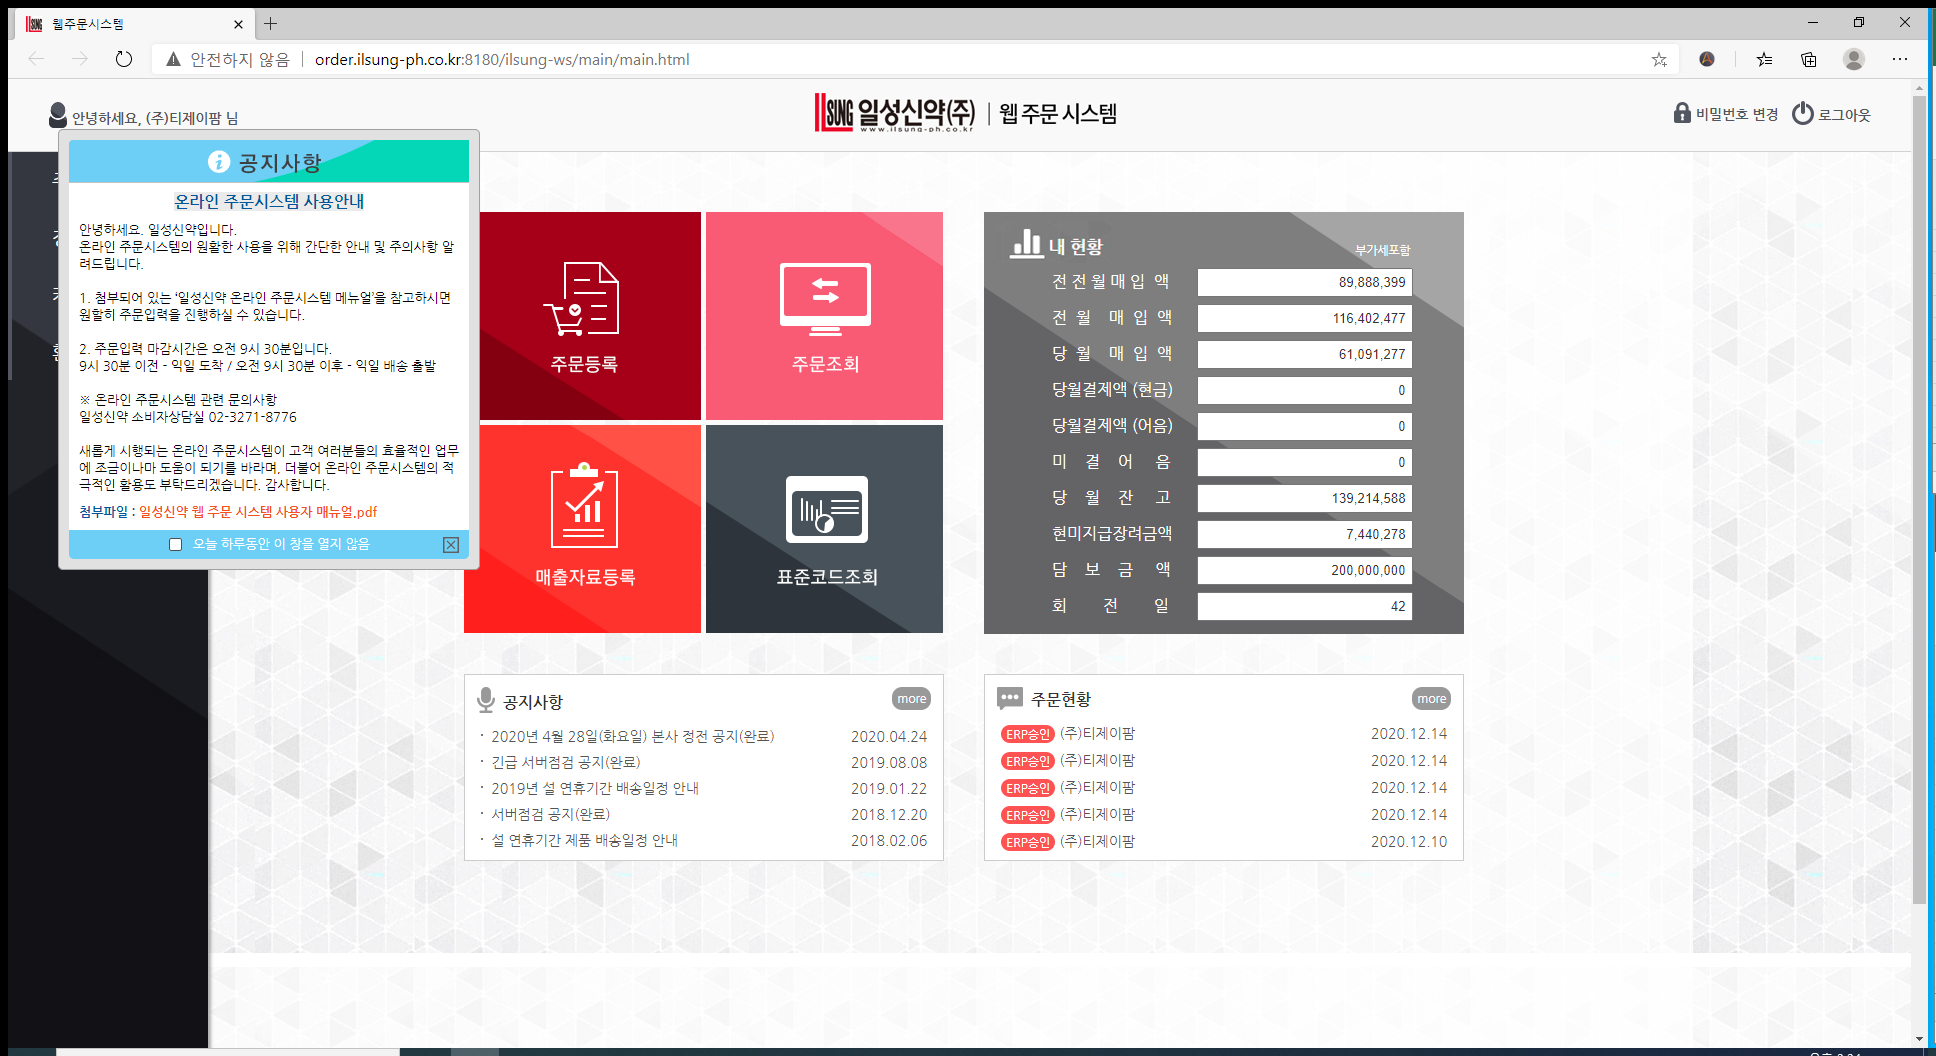 웹주문시스템
안전하지 않음
order.ilsung-ph.co.kr:8180/ilsung-ws/main/main.html
안녕하세요, (주)티제이팜 님
ILSUNG 일성신약(주) | 웹 주문 시스템
www.ilsung-ph.co.kr
비밀번호 변경
로그아웃
공지사항
온라인 주문시스템 사용안내
안녕하세요. 일성신약입니다.
온라인 주문시스템의 원활한 사용을 위해 간단한 안내 및 주의사항 알
려드립니다.
1. 첨부되어 있는 ‘일성신약 온라인 주문시스템 메뉴얼’을 참고하시면
원할히 주문입력을 진행하실 수 있습니다.
2. 주문입력 마감시간은 오전 9시 30분입니다.
9시 30분 이전 - 익일 도착 / 오전 9시 30분 이후 - 익일 배송 출발
※ 온라인 주문시스템 관련 문의사항
일성신약 소비자상담실 02-3271-8776
새롭게 시행되는 온라인 주문시스템이 고객 여러분들의 효율적인 업무
에 조금이나마 도움이 되기를 바라며, 더불어 온라인 주문시스템의 적
극적인 활용도 부탁드리겠습니다. 감사합니다.
첨부파일 : 일성신약 웹 주문 시스템 사용자 매뉴얼.pdf
오늘 하루동안 이 창을 열지 않음
주문등록
주문조회
매출자료등록
표준코드조회
내 현황
부가세포함
전 전 월 매 입 액 89,888,399
전 월 매 입 액 116,402,477
당 월 매 입 액 61,091,277
당월결제액 (현금) 0
당월결제액 (어음) 0
미 결 어 음 0
당 월 잔 고 139,214,588
현미지급장려금액 7,440,278
담 보 금 액 200,000,000
회 전 일 42
공지사항 more
· 2020년 4월 28일(화요일) 본사 정전 공지(완료) 2020.04.24
· 긴급 서버점검 공지(완료) 2019.08.08
· 2019년 설 연휴기간 배송일정 안내 2019.01.22
· 서버점검 공지(완료) 2018.12.20
· 설 연휴기간 제품 배송일정 안내 2018.02.06
주문현황 more
ERP승인 (주)티제이팜 2020.12.14
ERP승인 (주)티제이팜 2020.12.14
ERP승인 (주)티제이팜 2020.12.14
ERP승인 (주)티제이팜 2020.12.14
ERP승인 (주)티제이팜 2020.12.10